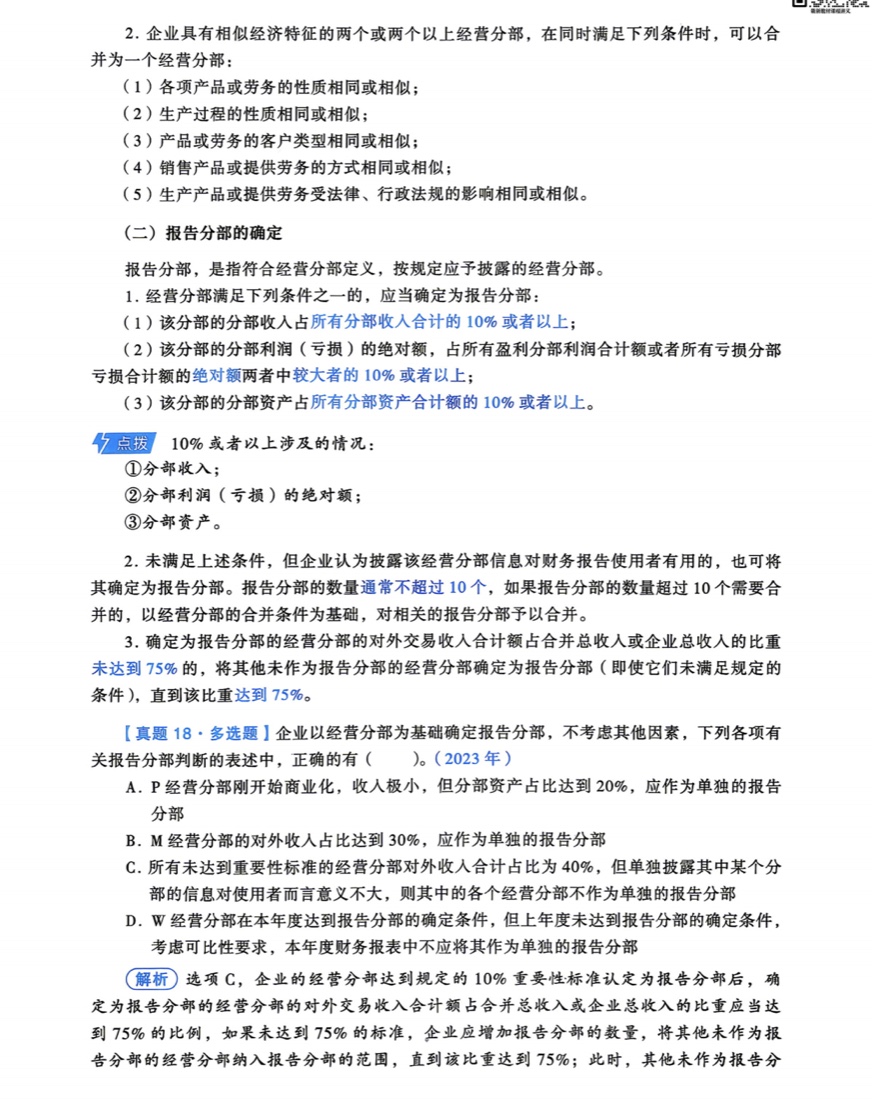 2. 企业具有相似经济特征的两个或两个以上经营分部，在同时满足下列条件时，可以合
并为一个经营分部：
（1）各项产品或劳务的性质相同或相似；
（2）生产过程的性质相同或相似；
（3）产品或劳务的客户类型相同或相似；
（4）销售产品或提供劳务的方式相同或相似；
（5）生产产品或提供劳务受法律、行政法规的影响相同或相似。
（二）报告分部的确定
报告分部，是指符合经营分部定义，按规定应予披露的经营分部。
1. 经营分部满足下列条件之一的，应当确定为报告分部：
（1）该分部的分部收入占所有分部收入合计的 10% 或者以上；
（2）该分部的分部利润（亏损）的绝对额，占所有盈利分部利润合计额或者所有亏损分部
亏损合计额的绝对额两者中较大者的 10% 或者以上；
（3）该分部的分部资产占所有分部资产合计额的 10% 或者以上。
点拨 10% 或者以上涉及的情况：
①分部收入；
②分部利润（亏损）的绝对额；
③分部资产。
2. 未满足上述条件，但企业认为披露该经营分部信息对财务报告使用者有用的，也可将
其确定为报告分部。报告分部的数量通常不超过 10 个，如果报告分部的数量超过 10 个需要合
并的，以经营分部的合并条件为基础，对相关的报告分部予以合并。
3. 确定为报告分部的经营分部的对外交易收入合计额占合并总收入或企业总收入的比重
未达到 75% 的，将其他未作为报告分部的经营分部确定为报告分部（即使它们未满足规定的
条件），直到该比重达到 75%。
【真题 18·多选题】企业以经营分部为基础确定报告分部，不考虑其他因素，下列各项有
关报告分部判断的表述中，正确的有（ ）。（2023 年）
A. P 经营分部刚开始商业化，收入极小，但分部资产占比达到 20%，应作为单独的报告
分部
B. M 经营分部的对外收入占比达到 30%，应作为单独的报告分部
C. 所有未达到重要性标准的经营分部对外收入合计占比为 40%，但单独披露其中某个分
部的信息对使用者而言意义不大，则其中的各个经营分部不作为单独的报告分部
D. W 经营分部在本年度达到报告分部的确定条件，但上年度未达到报告分部的确定条件，
考虑可比性要求，本年度财务报表中不应将其作为单独的报告分部
解析 选项 C，企业的经营分部达到规定的 10% 重要性标准认定为报告分部后，确
定为报告分部的经营分部的对外交易收入合计额占合并总收入或企业总收入的比重应当达
到 75% 的比例，如果未达到 75% 的标准，企业应增加报告分部的数量，将其他未作为报
告分部的经营分部纳入报告分部的范围，直到该比重达到 75%；此时，其他未作为报告分